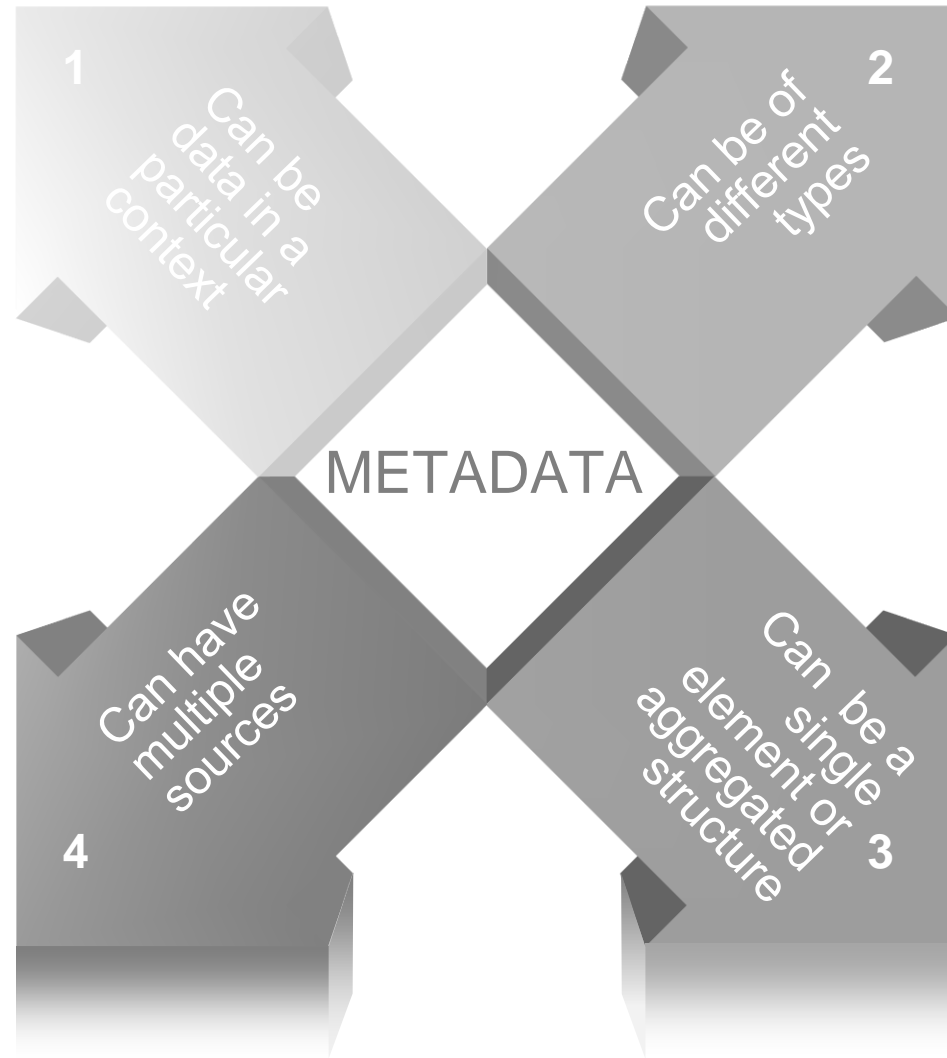 1
Can be
data in a
particular
context
2
Can be of
different
types
METADATA
Can have
multiple
sources
4
Can be a
single
element or
aggregated
structure
3